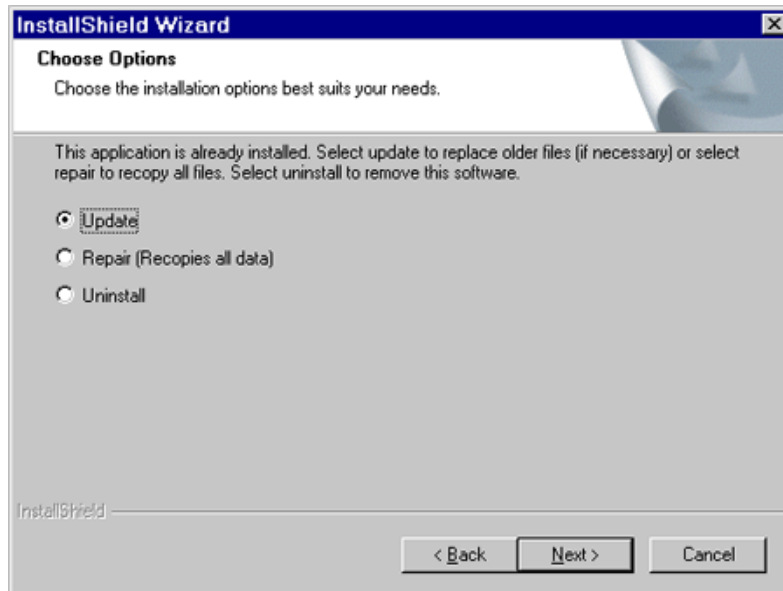 InstallShield Wizard
Choose Options
Choose the installation options best suits your needs.
This application is already installed. Select update to replace older files (if necessary) or select
repair to recopy all files. Select uninstall to remove this software.
Update
Repair (Recopies all data)
Uninstall
InstallShield
< Back Next > Cancel